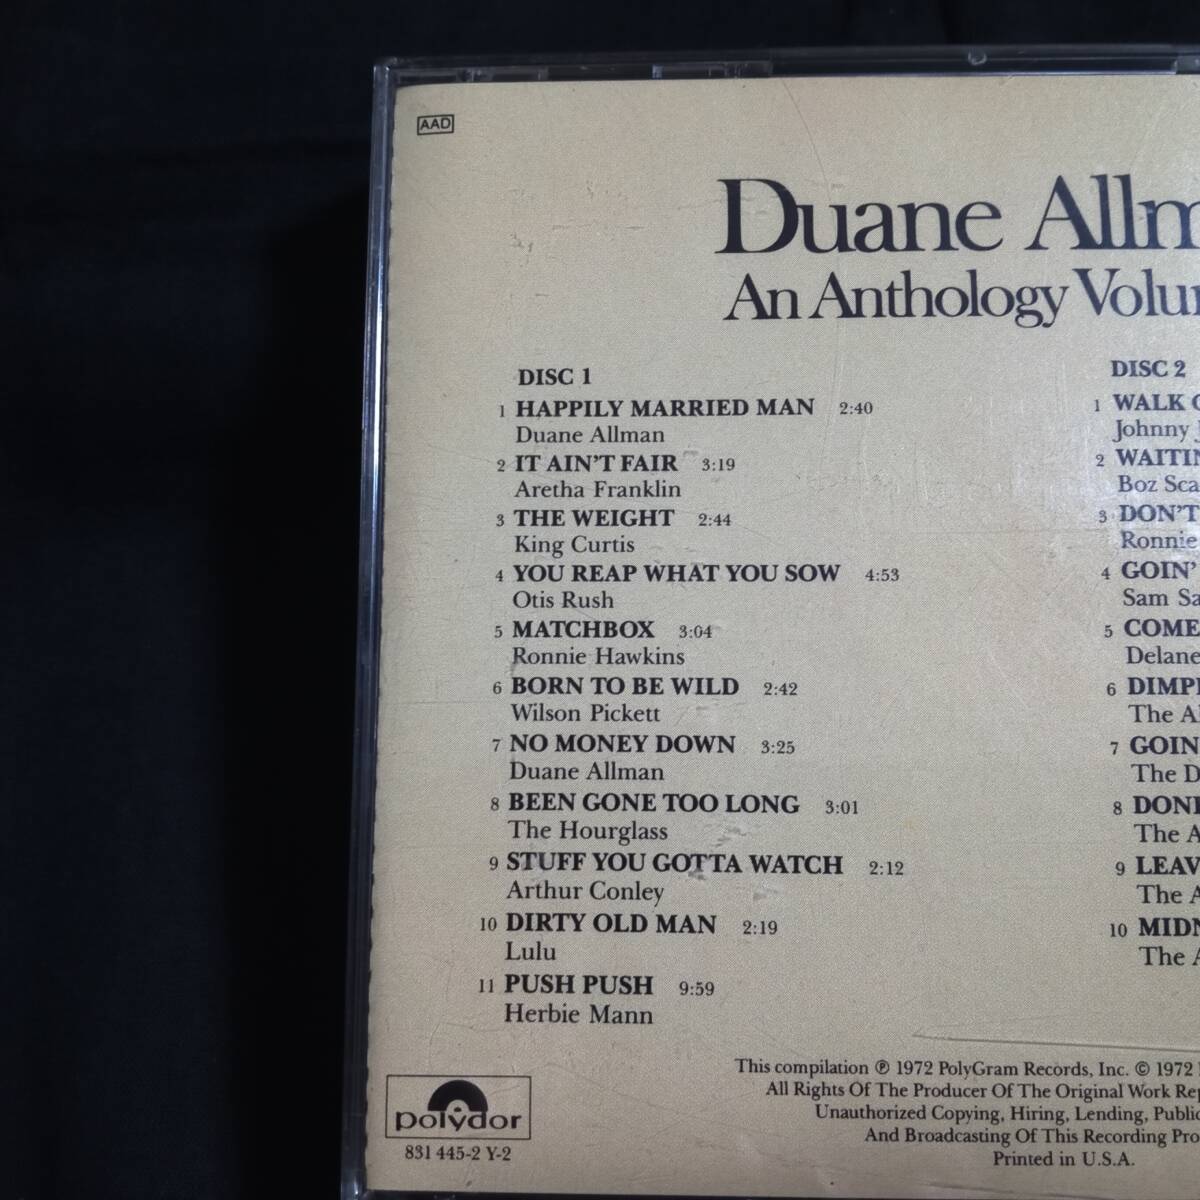 AAD
Duane Allm
An Anthology Volu
DISC 1
1 HAPPILY MARRIED MAN 2:40
Duane Allman
2 IT AIN'T FAIR 3:19
Aretha Franklin
3 THE WEIGHT 2:44
King Curtis
4 YOU REAP WHAT YOU SOW 4:53
Otis Rush
5 MATCHBOX 3:04
Ronnie Hawkins
6 BORN TO BE WILD 2:42
Wilson Pickett
7 NO MONEY DOWN 3:25
Duane Allman
8 BEEN GONE TOO LONG 3:01
The Hourglass
9 STUFF YOU GOTTA WATCH 2:12
Arthur Conley
10 DIRTY OLD MAN 2:19
Lulu
11 PUSH PUSH 9:59
Herbie Mann
DISC 2
1 WALK
Johnny
2 WAITIN
Boz Sca
3 DON'T
Ronnie
4 GOIN'
Sam Sa
5 COME
Delane
6 DIMP
The A
7 GOIN
The D
8 DON
The A
9 LEAV
The A
10 MID
The A
This compilation ℗ 1972 PolyGram Records, Inc. © 1972
All Rights Of The Producer Of The Original Work Rep
Unauthorized Copying, Hiring, Lending, Public
And Broadcasting Of This Recording Pro
Printed in U.S.A.
polydor
831 445-2 Y-2